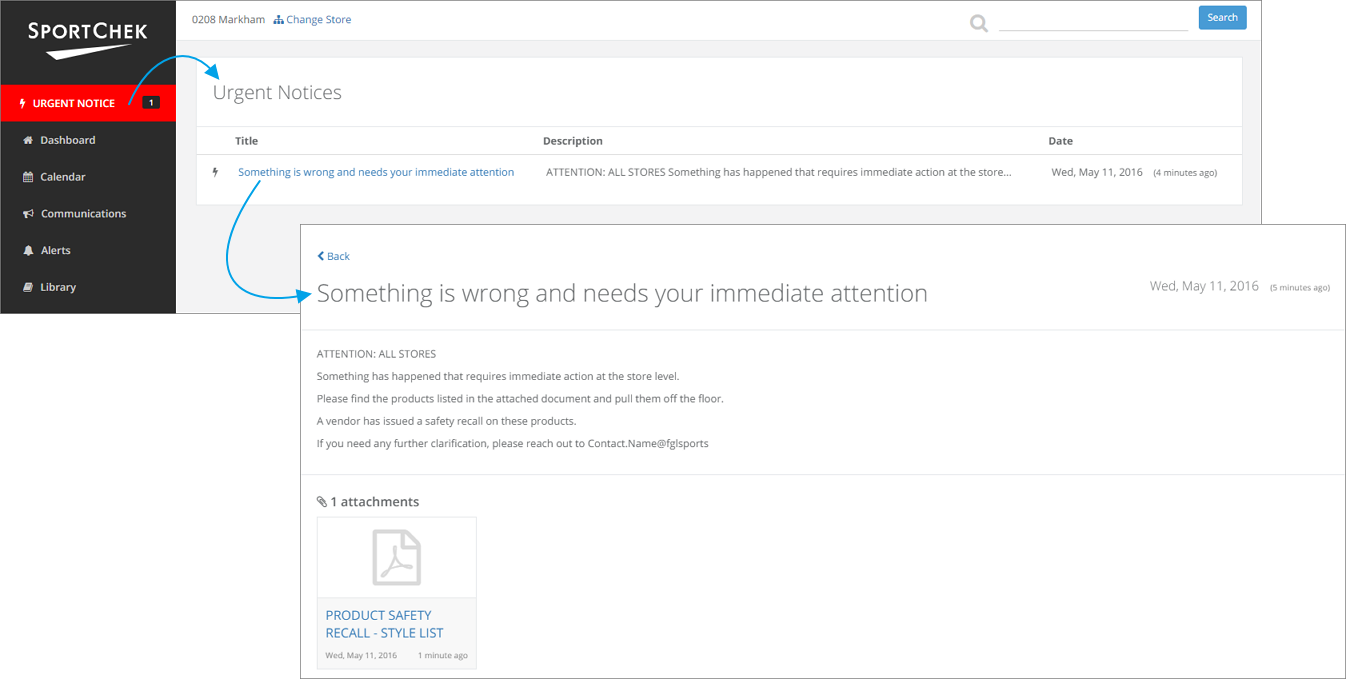 SPORTCHEK
0208 Markham Change Store
Search
URGENT NOTICE 1
Dashboard
Calendar
Communications
Alerts
Library
Urgent Notices
Title Description Date
Something is wrong and needs your immediate attention ATTENTION: ALL STORES Something has happened that requires immediate action at the store... Wed, May 11, 2016 (4 minutes ago)
Back
Something is wrong and needs your immediate attention Wed, May 11, 2016 (5 minutes ago)
ATTENTION: ALL STORES
Something has happened that requires immediate action at the store level.
Please find the products listed in the attached document and pull them off the floor.
A vendor has issued a safety recall on these products.
If you need any further clarification, please reach out to Contact.Name@fglsports
1 attachments
PRODUCT SAFETY
RECALL - STYLE LIST
Wed, May 11, 2016 1 minute ago